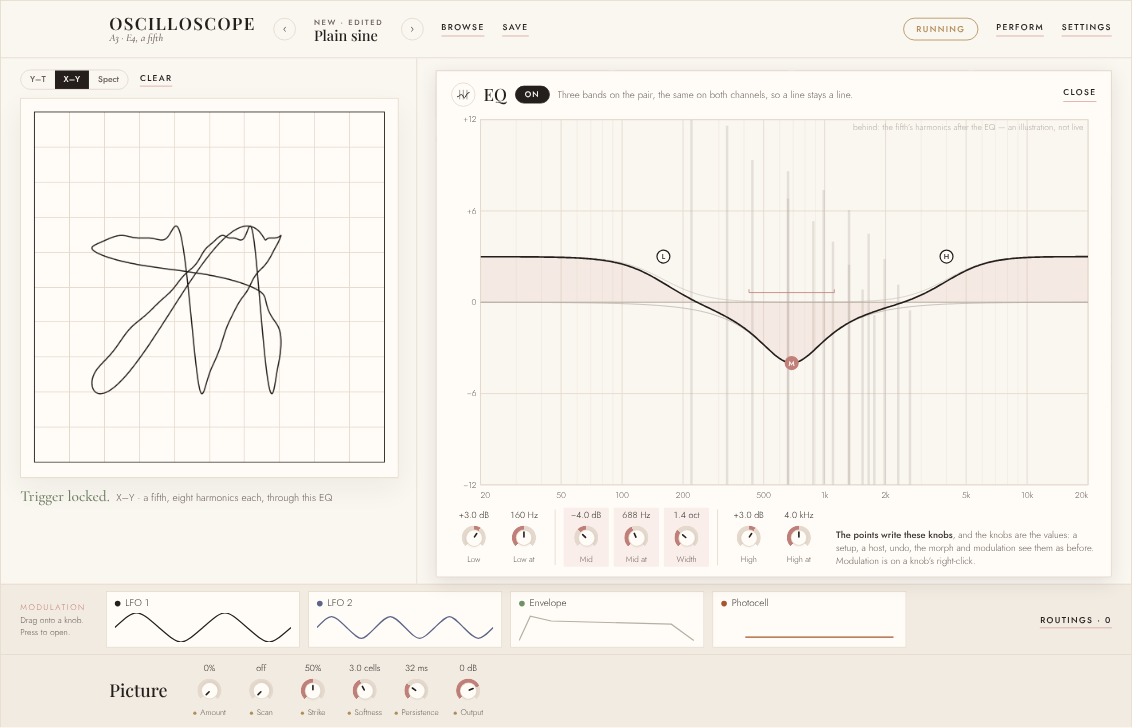 OSCILLOSCOPE
A3 · E4, a fifth
‹
NEW · EDITED
Plain sine
›
BROWSE
SAVE
RUNNING
PERFORM
SETTINGS
Y–T
X–Y
Spect
CLEAR
Trigger locked. X–Y · a fifth, eight harmonics each, through this EQ
EQ
ON
Three bands on the pair, the same on both channels, so a line stays a line.
CLOSE
behind: the fifth's harmonics after the EQ — an illustration, not live
+12
+6
0
−6
−12
L
H
M
20 50 100 200 500 1k 2k 5k 10k 20k
+3.0 dB 160 Hz −4.0 dB 688 Hz 1.4 oct +3.0 dB 4.0 kHz
Low Low at Mid Mid at Width High High at
The points write these knobs, and the knobs are the values: a
setup, a host, undo, the morph and modulation see them as before.
Modulation is on a knob's right-click.
MODULATION
Drag onto a knob.
Press to open.
LFO 1
LFO 2
Envelope
Photocell
ROUTINGS · 0
Picture
0% off 50% 3.0 cells 32 ms 0 dB
Amount Scan Strike Softness Persistence Output